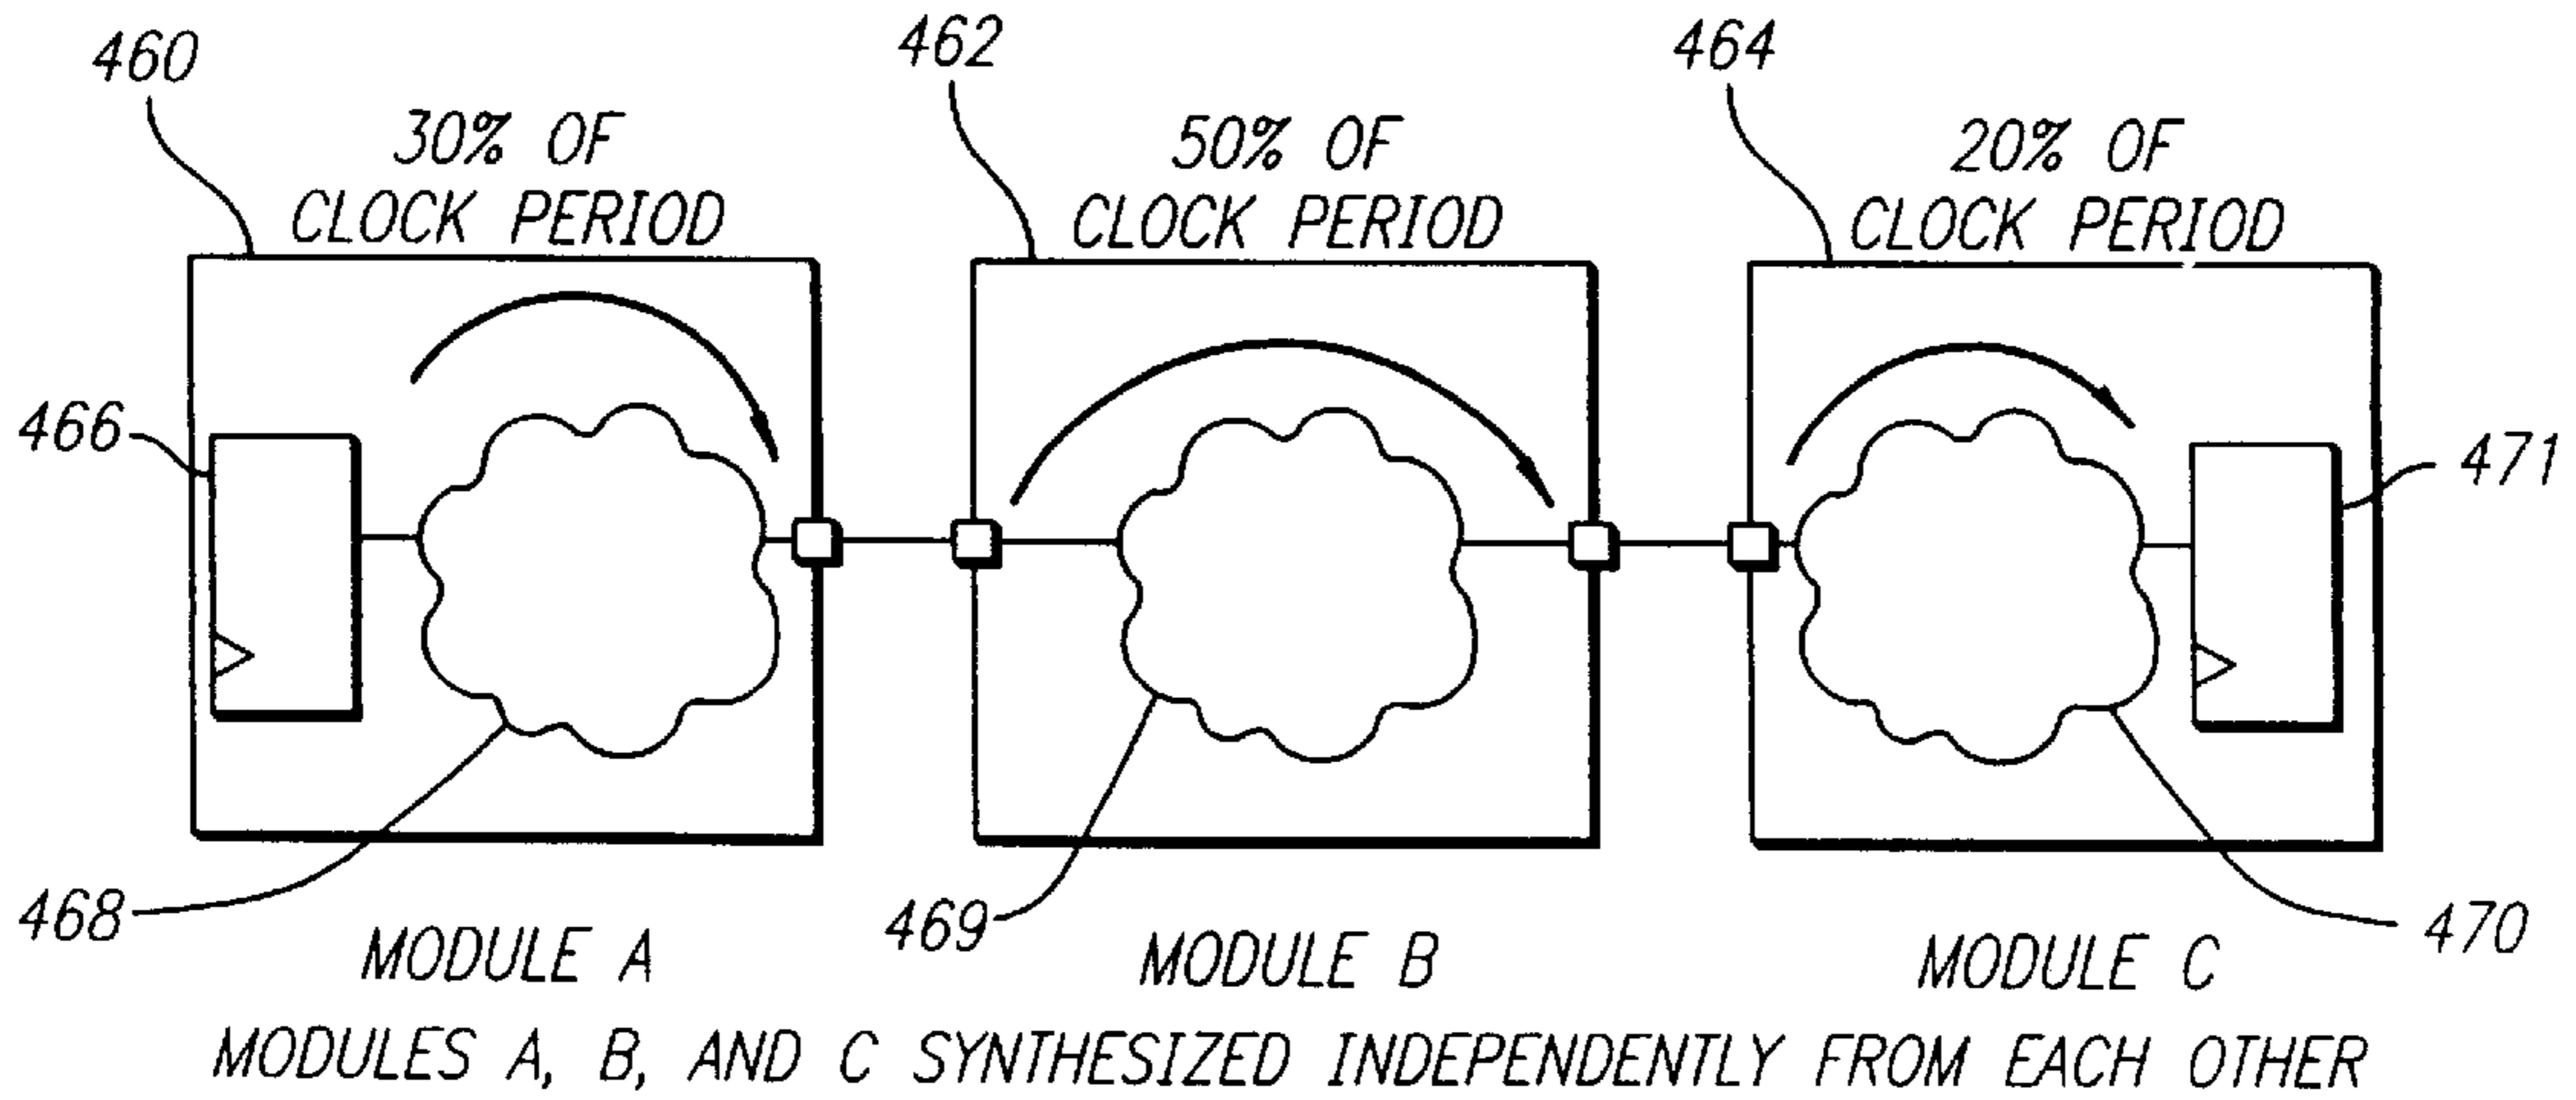 460
462
464
30% OF
CLOCK PERIOD
50% OF
CLOCK PERIOD
20% OF
CLOCK PERIOD
466
471
468
469
470
MODULE A
MODULE B
MODULE C
MODULES A, B, AND C SYNTHESIZED INDEPENDENTLY FROM EACH OTHER